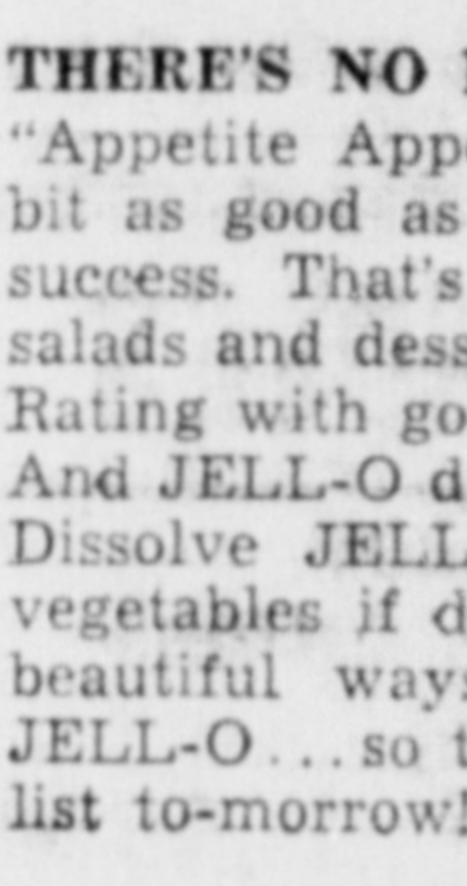 THERE'S NO
"Appetite App
bit as good as
success. That's
salads and dess
Rating with go
And JELL-O d
Dissolve JELL
vegetables if d
beautiful ways
JELL-O...so t
list to-morrow!